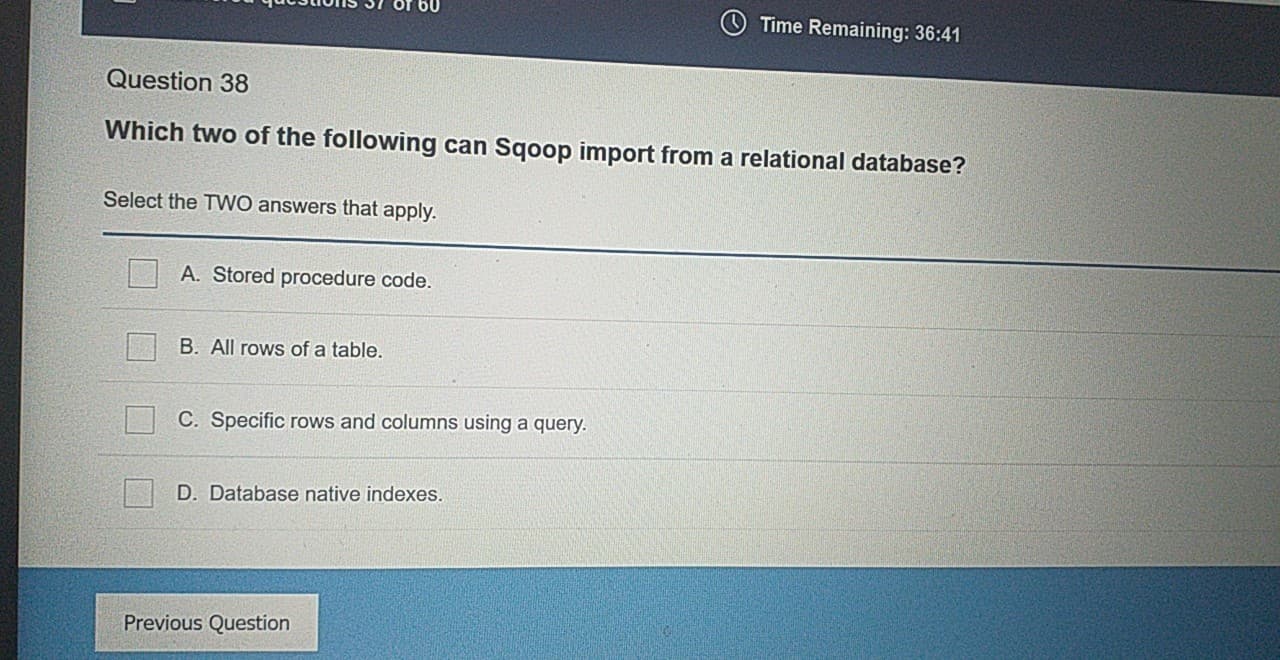 questions 37 of 60
Time Remaining: 36:41
Question 38
Which two of the following can Sqoop import from a relational database?
Select the TWO answers that apply.
A. Stored procedure code.
B. All rows of a table.
C. Specific rows and columns using a query.
D. Database native indexes.
Previous Question